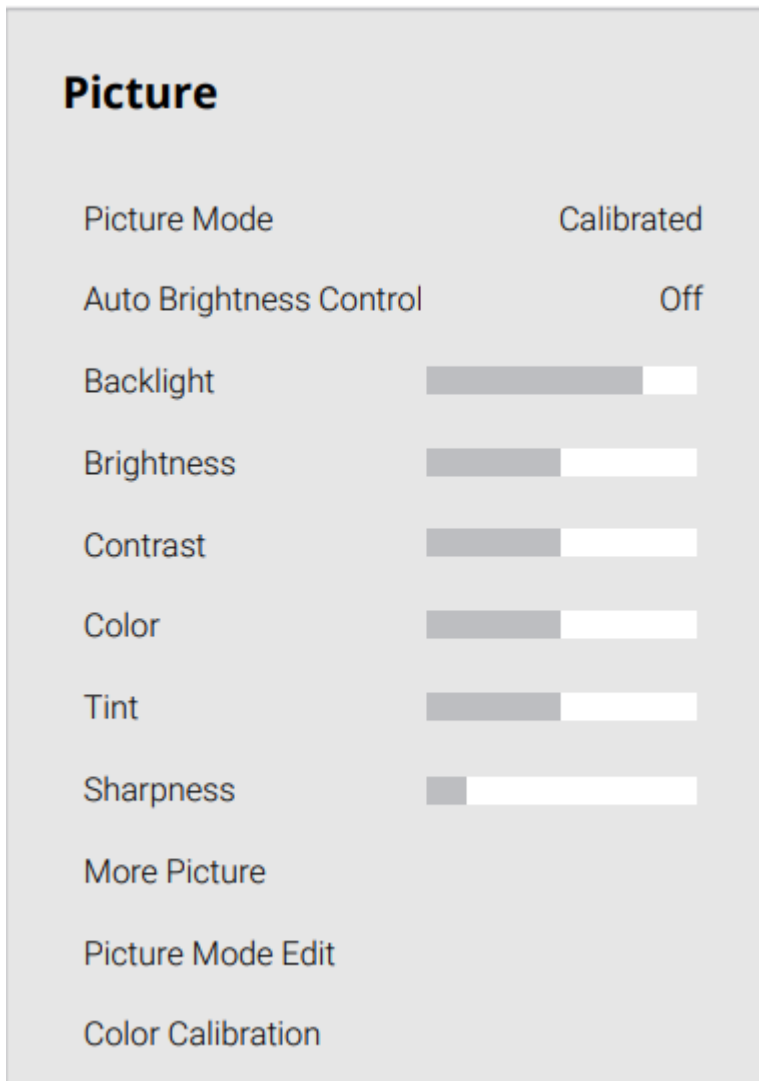 Picture
Picture Mode Calibrated
Auto Brightness Control Off
Backlight
Brightness
Contrast
Color
Tint
Sharpness
More Picture
Picture Mode Edit
Color Calibration